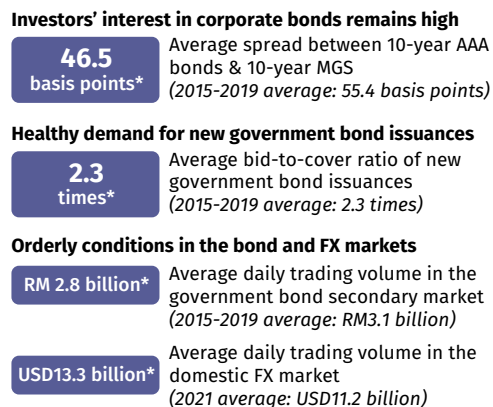 Investors' interest in corporate bonds remains high
46.5
basis points*
Average spread between 10-year AAA
bonds & 10-year MGS
(2015-2019 average: 55.4 basis points)
Healthy demand for new government bond issuances
2.3
times*
Average bid-to-cover ratio of new
government bond issuances
(2015-2019 average: 2.3 times)
Orderly conditions in the bond and FX markets
RM 2.8 billion*
Average daily trading volume in the
government bond secondary market
(2015-2019 average: RM3.1 billion)
USD13.3 billion*
Average daily trading volume in the
domestic FX market
(2021 average: USD11.2 billion)